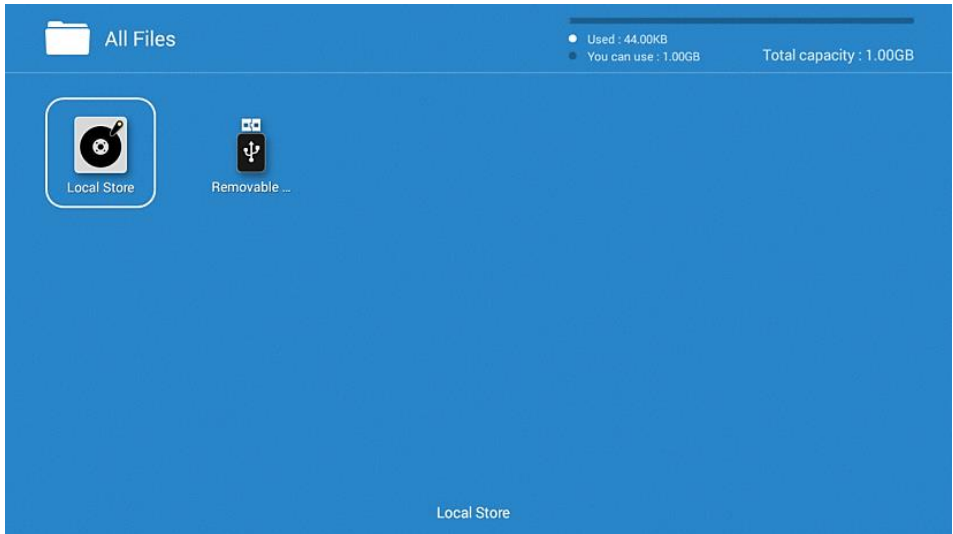 All Files
Used : 44.00KB
You can use : 1.00GB
Total capacity : 1.00GB
Local Store
Removable ...
Local Store